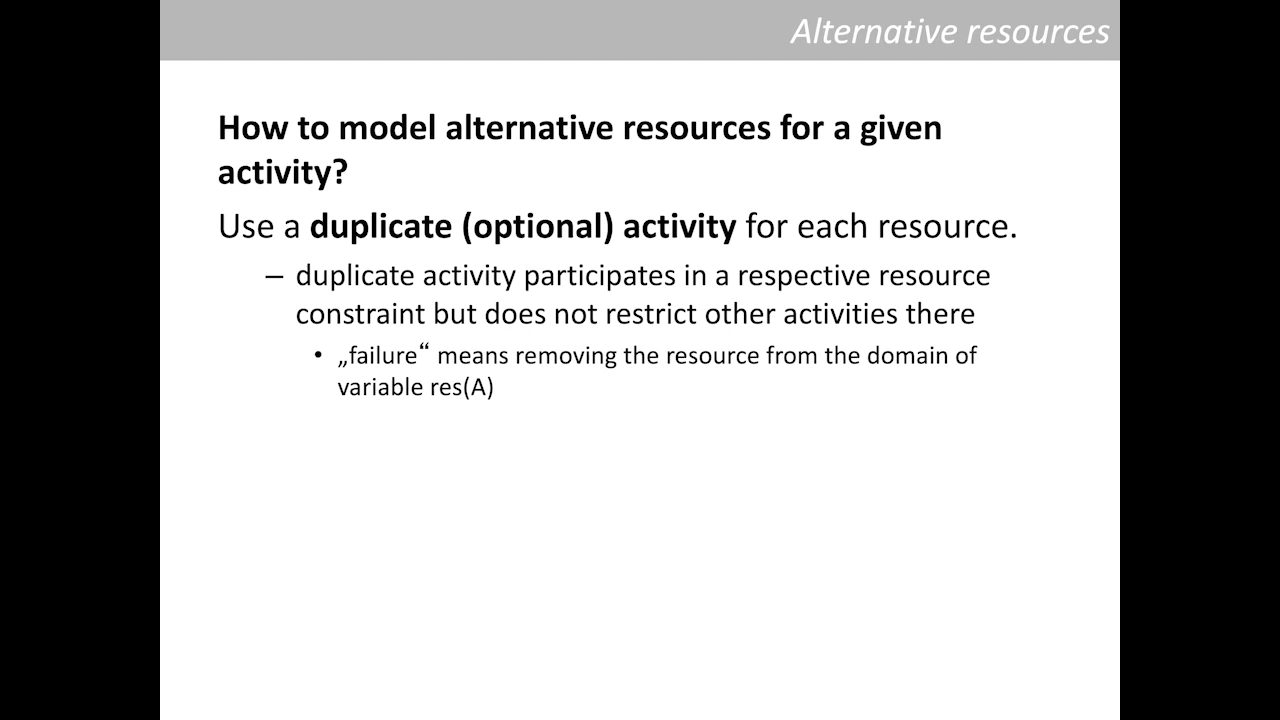 Alternative resources
How to model alternative resources for a given
activity?
Use a duplicate (optional) activity for each resource.
– duplicate activity participates in a respective resource
constraint but does not restrict other activities there
• „failure“ means removing the resource from the domain of
variable res(A)